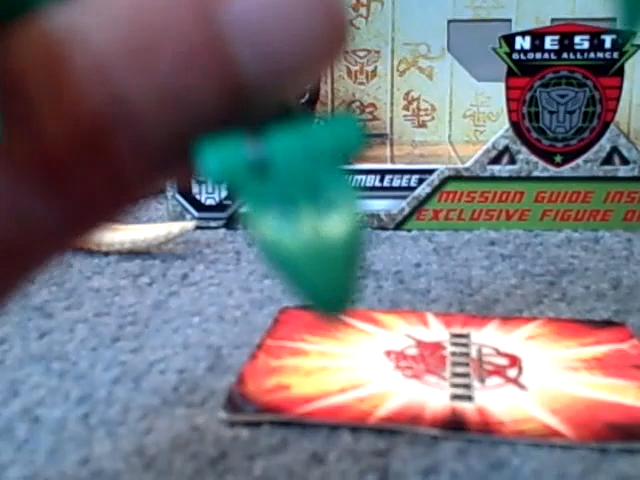 N·E·S·T
GLOBAL ALLIANCE
UMBLEBEE
MISSION GUIDE INS
EXCLUSIVE FIGURE O